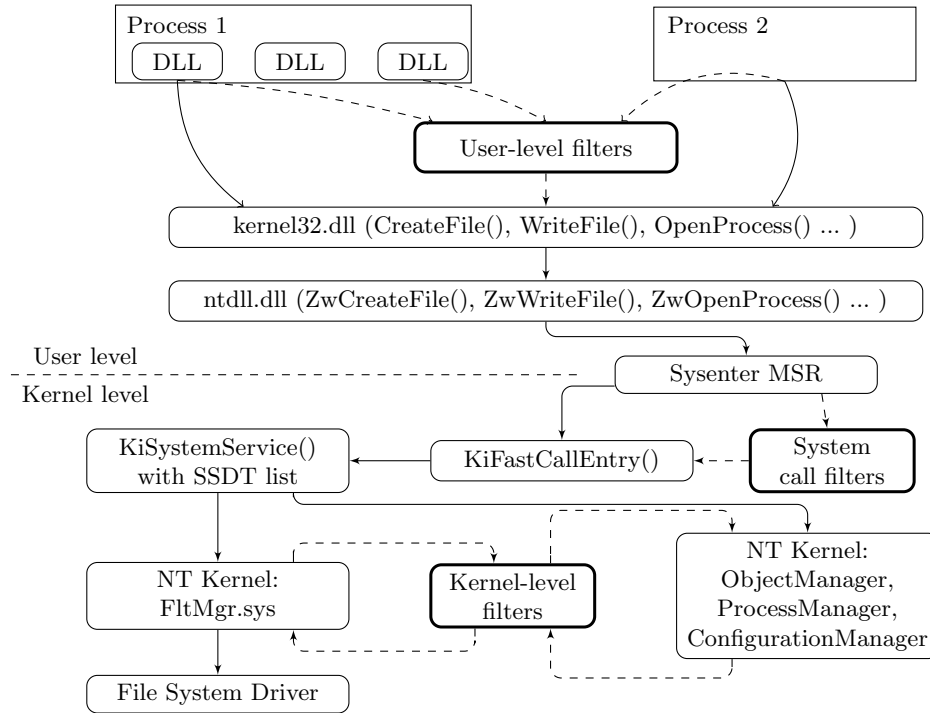 Process 1
Process 2
DLL
DLL
DLL
User-level filters
kernel32.dll (CreateFile(), WriteFile(), OpenProcess() ... )
ntdll.dll (ZwCreateFile(), ZwWriteFile(), ZwOpenProcess() ... )
User level
Sysenter MSR
Kernel level
KiSystemService()
with SSDT list
KiFastCallEntry()
System
call filters
NT Kernel:
FltMgr.sys
Kernel-level
filters
NT Kernel:
ObjectManager,
ProcessManager,
ConfigurationManager
File System Driver